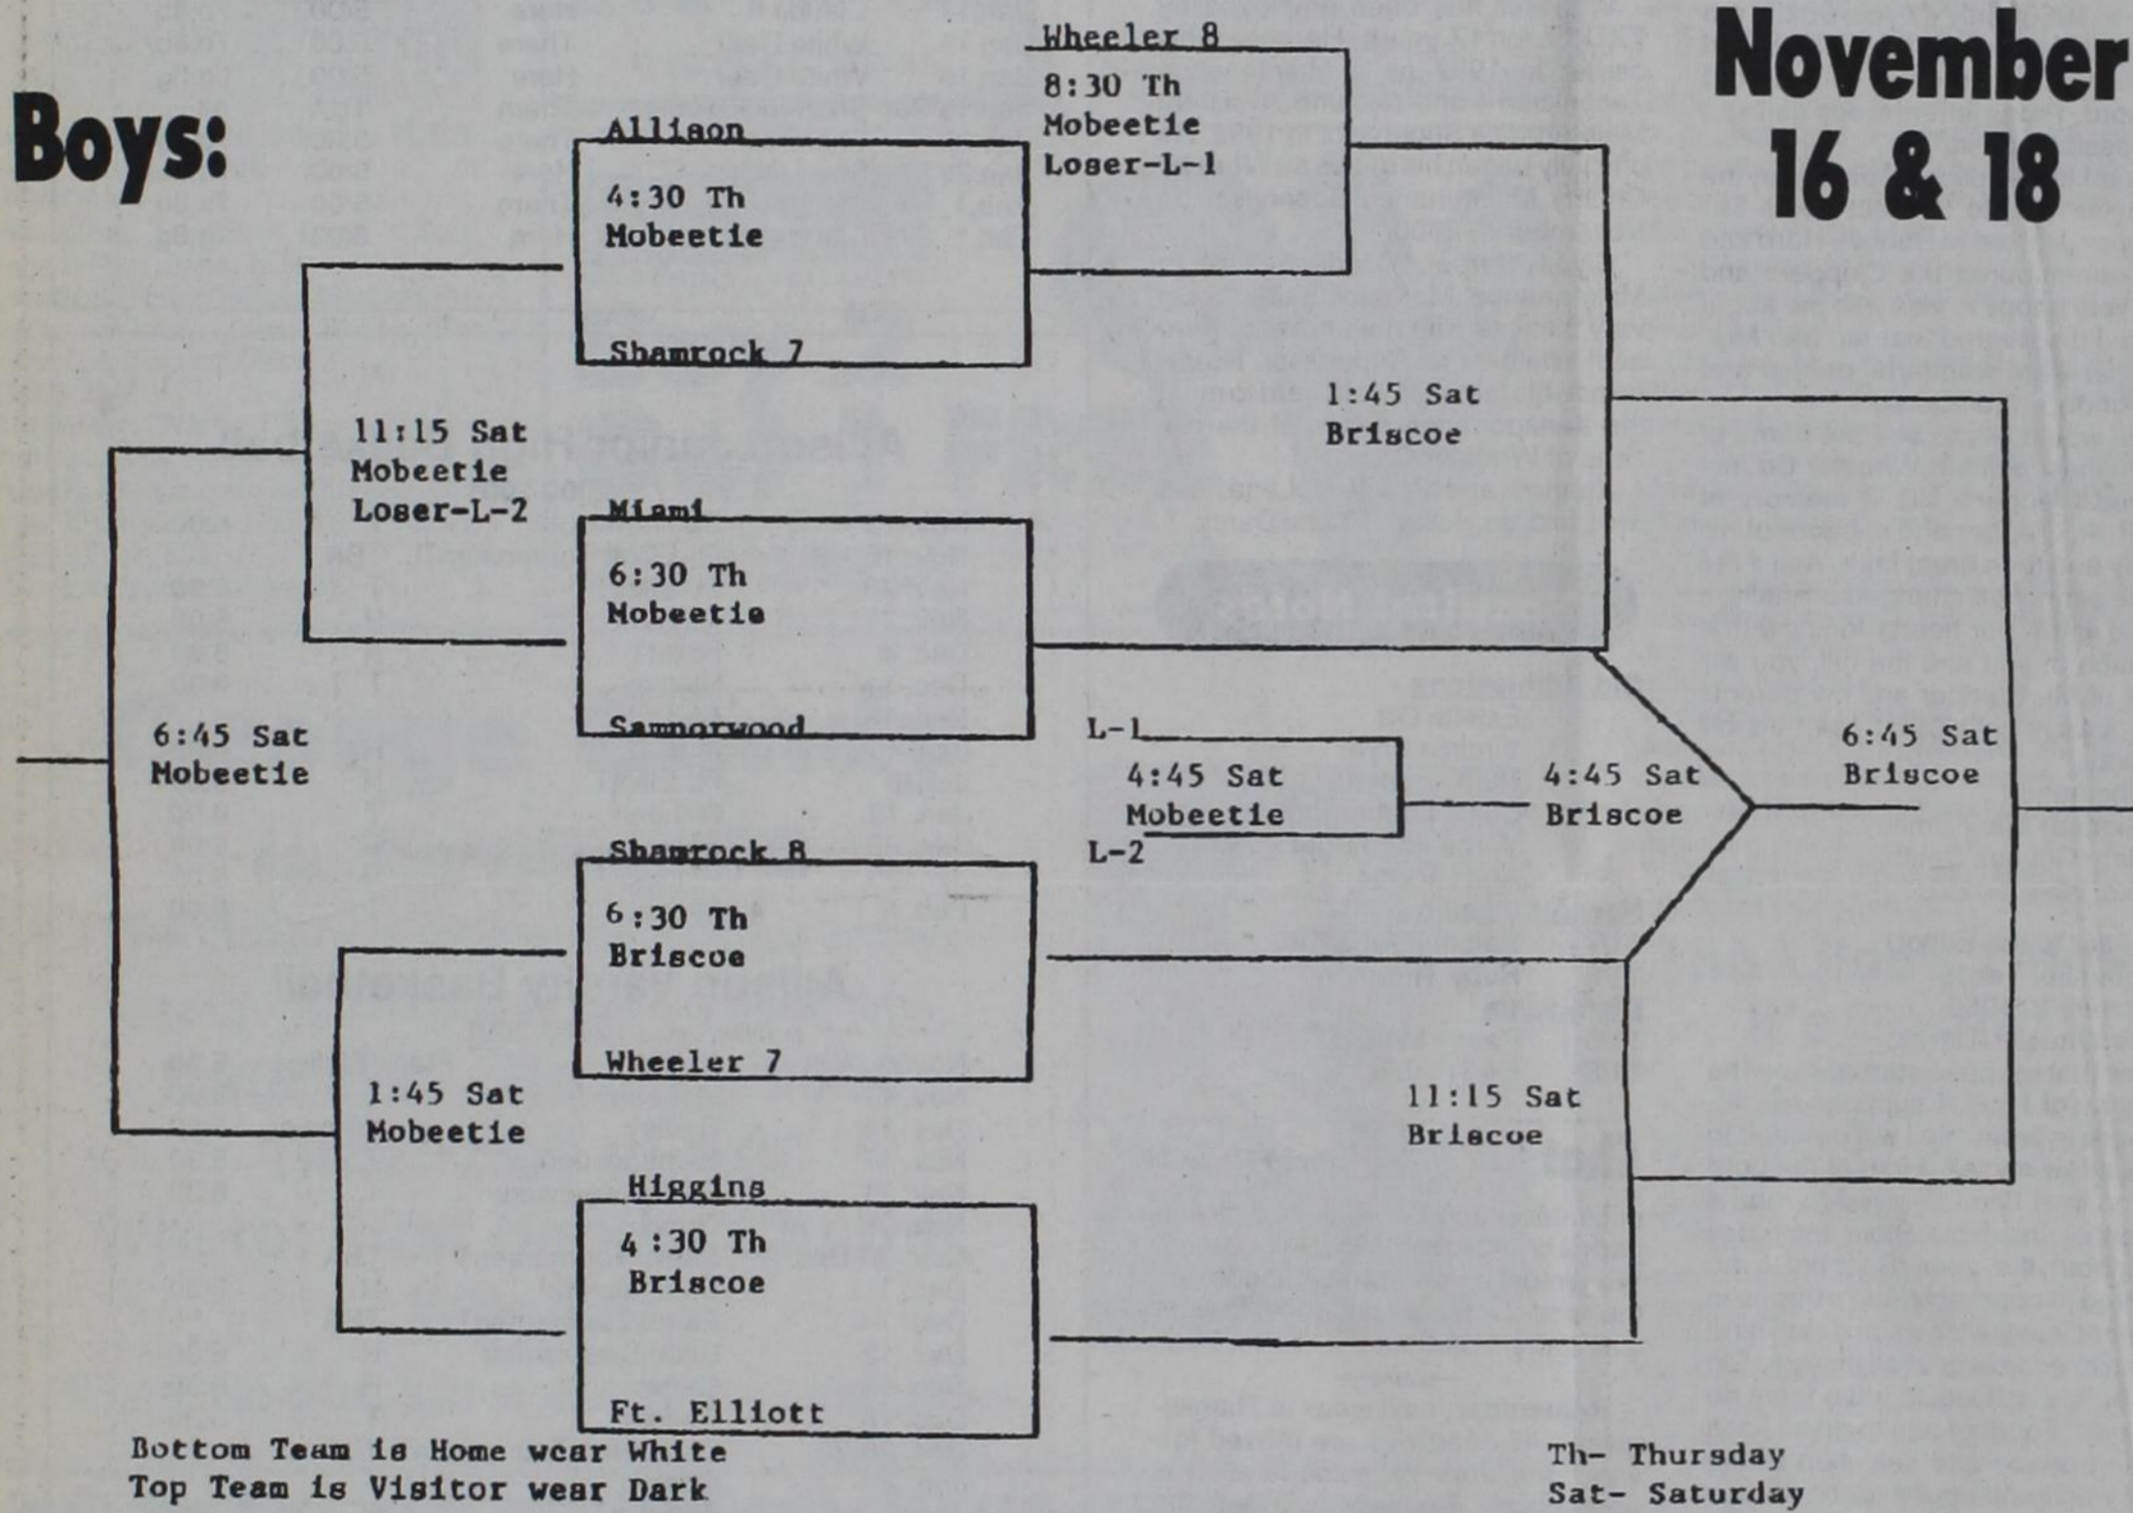 Boys:
November
16 & 18
Wheeler 8
8:30 Th
Mobeetie
Loser-L-1
Allison
4:30 Th
Mobeetie
Shamrock 7
11:15 Sat
Mobeetie
Loser-L-2
1:45 Sat
Briscoe
Miami
6:30 Th
Mobeetie
Samnorwood
6:45 Sat
Mobeetie
L-1
4:45 Sat
Mobeetie
L-2
4:45 Sat
Briscoe
6:45 Sat
Briscoe
Shamrock 8
6:30 Th
Briscoe
Wheeler 7
1:45 Sat
Mobeetie
11:15 Sat
Briscoe
Higgins
4:30 Th
Briscoe
Ft. Elliott
Bottom Team is Home wear White
Top Team is Visitor wear Dark
Th- Thursday
Sat- Saturday